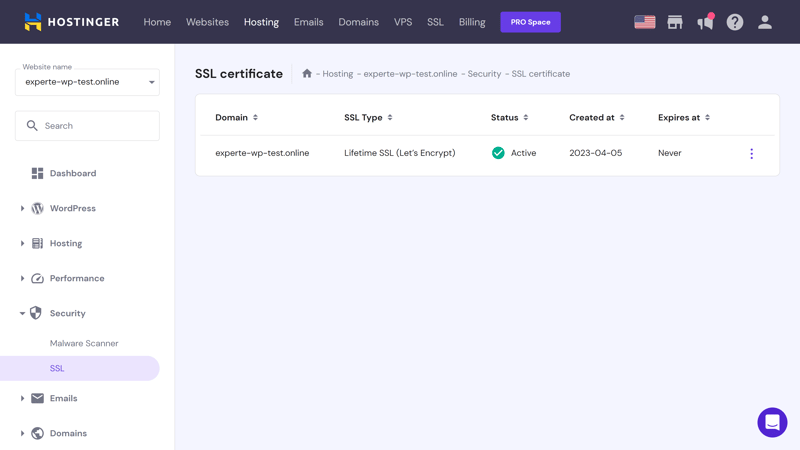 HOSTINGER Home Websites Hosting Emails Domains VPS SSL Billing PRO Space
Website name
experte-wp-test.online
Search
Dashboard
WordPress
Hosting
Performance
Security
Malware Scanner
SSL
Emails
Domains
SSL certificate - Hosting - experte-wp-test.online - Security - SSL certificate
Domain SSL Type Status Created at Expires at
experte-wp-test.online Lifetime SSL (Let's Encrypt) Active 2023-04-05 Never